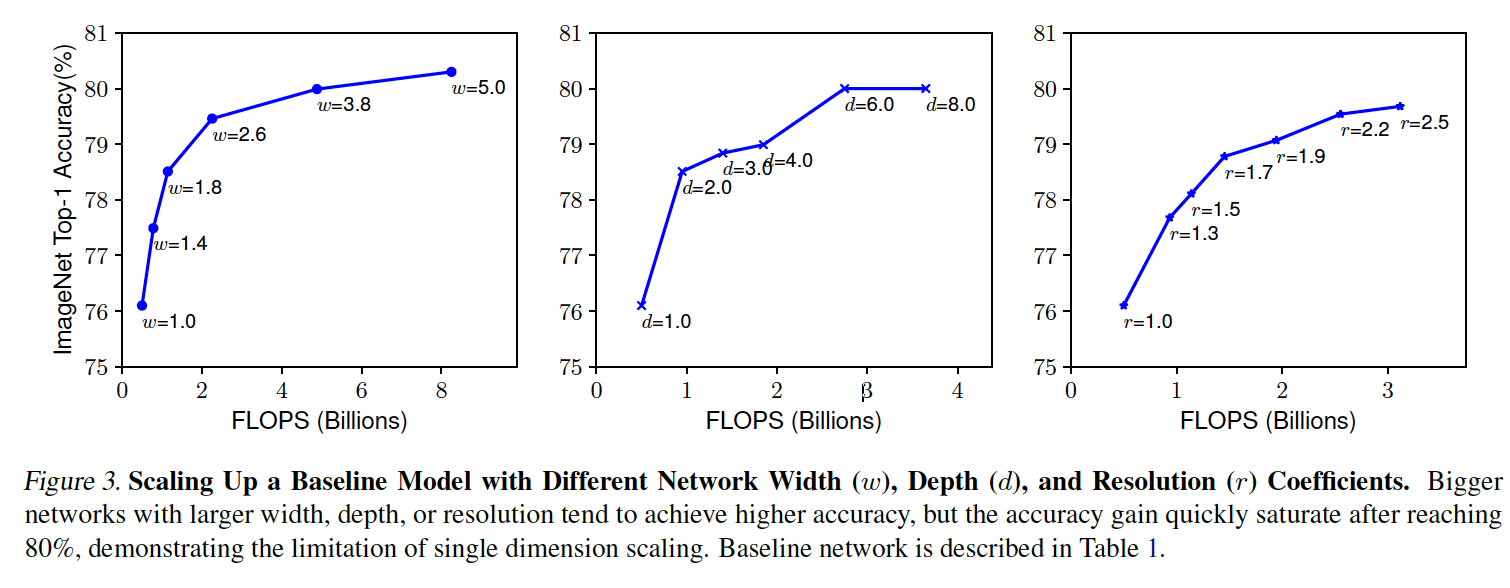 ImageNet Top-1 Accuracy(%)
81
80
79
78
77
76
75
w=1.0
w=1.4
w=1.8
w=2.6
w=3.8
w=5.0
0 2 4 6 8
FLOPS (Billions)
81
80
79
78
77
76
75
d=1.0
d=2.0
d=3.0
d=4.0
d=6.0
d=8.0
0 1 2 3 4
FLOPS (Billions)
81
80
79
78
77
76
75
r=1.0
r=1.3
r=1.5
r=1.7
r=1.9
r=2.2
r=2.5
0 1 2 3
FLOPS (Billions)
Figure 3. Scaling Up a Baseline Model with Different Network Width (w), Depth (d), and Resolution (r) Coefficients. Bigger
networks with larger width, depth, or resolution tend to achieve higher accuracy, but the accuracy gain quickly saturate after reaching
80%, demonstrating the limitation of single dimension scaling. Baseline network is described in Table 1.